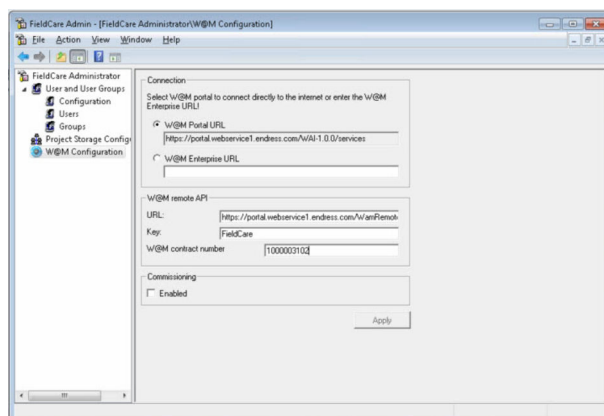 FieldCare Admin - [FieldCare Administrator\W@M Configuration]
File Action View Window Help
FieldCare Administrator
User and User Groups
Configuration
Users
Groups
Project Storage Config
W@M Configuration
Connection
Select W@M portal to connect directly to the internet or enter the W@M
Enterprise URL!
W@M Portal URL
https://portal.webservice1.endress.com/WAI-1.0.0/services
W@M Enterprise URL
W@M remote API
URL: https://portal.webservice1.endress.com/WamRemot
Key: FieldCare
W@M contract number 1000003102
Commissioning
Enabled
Apply